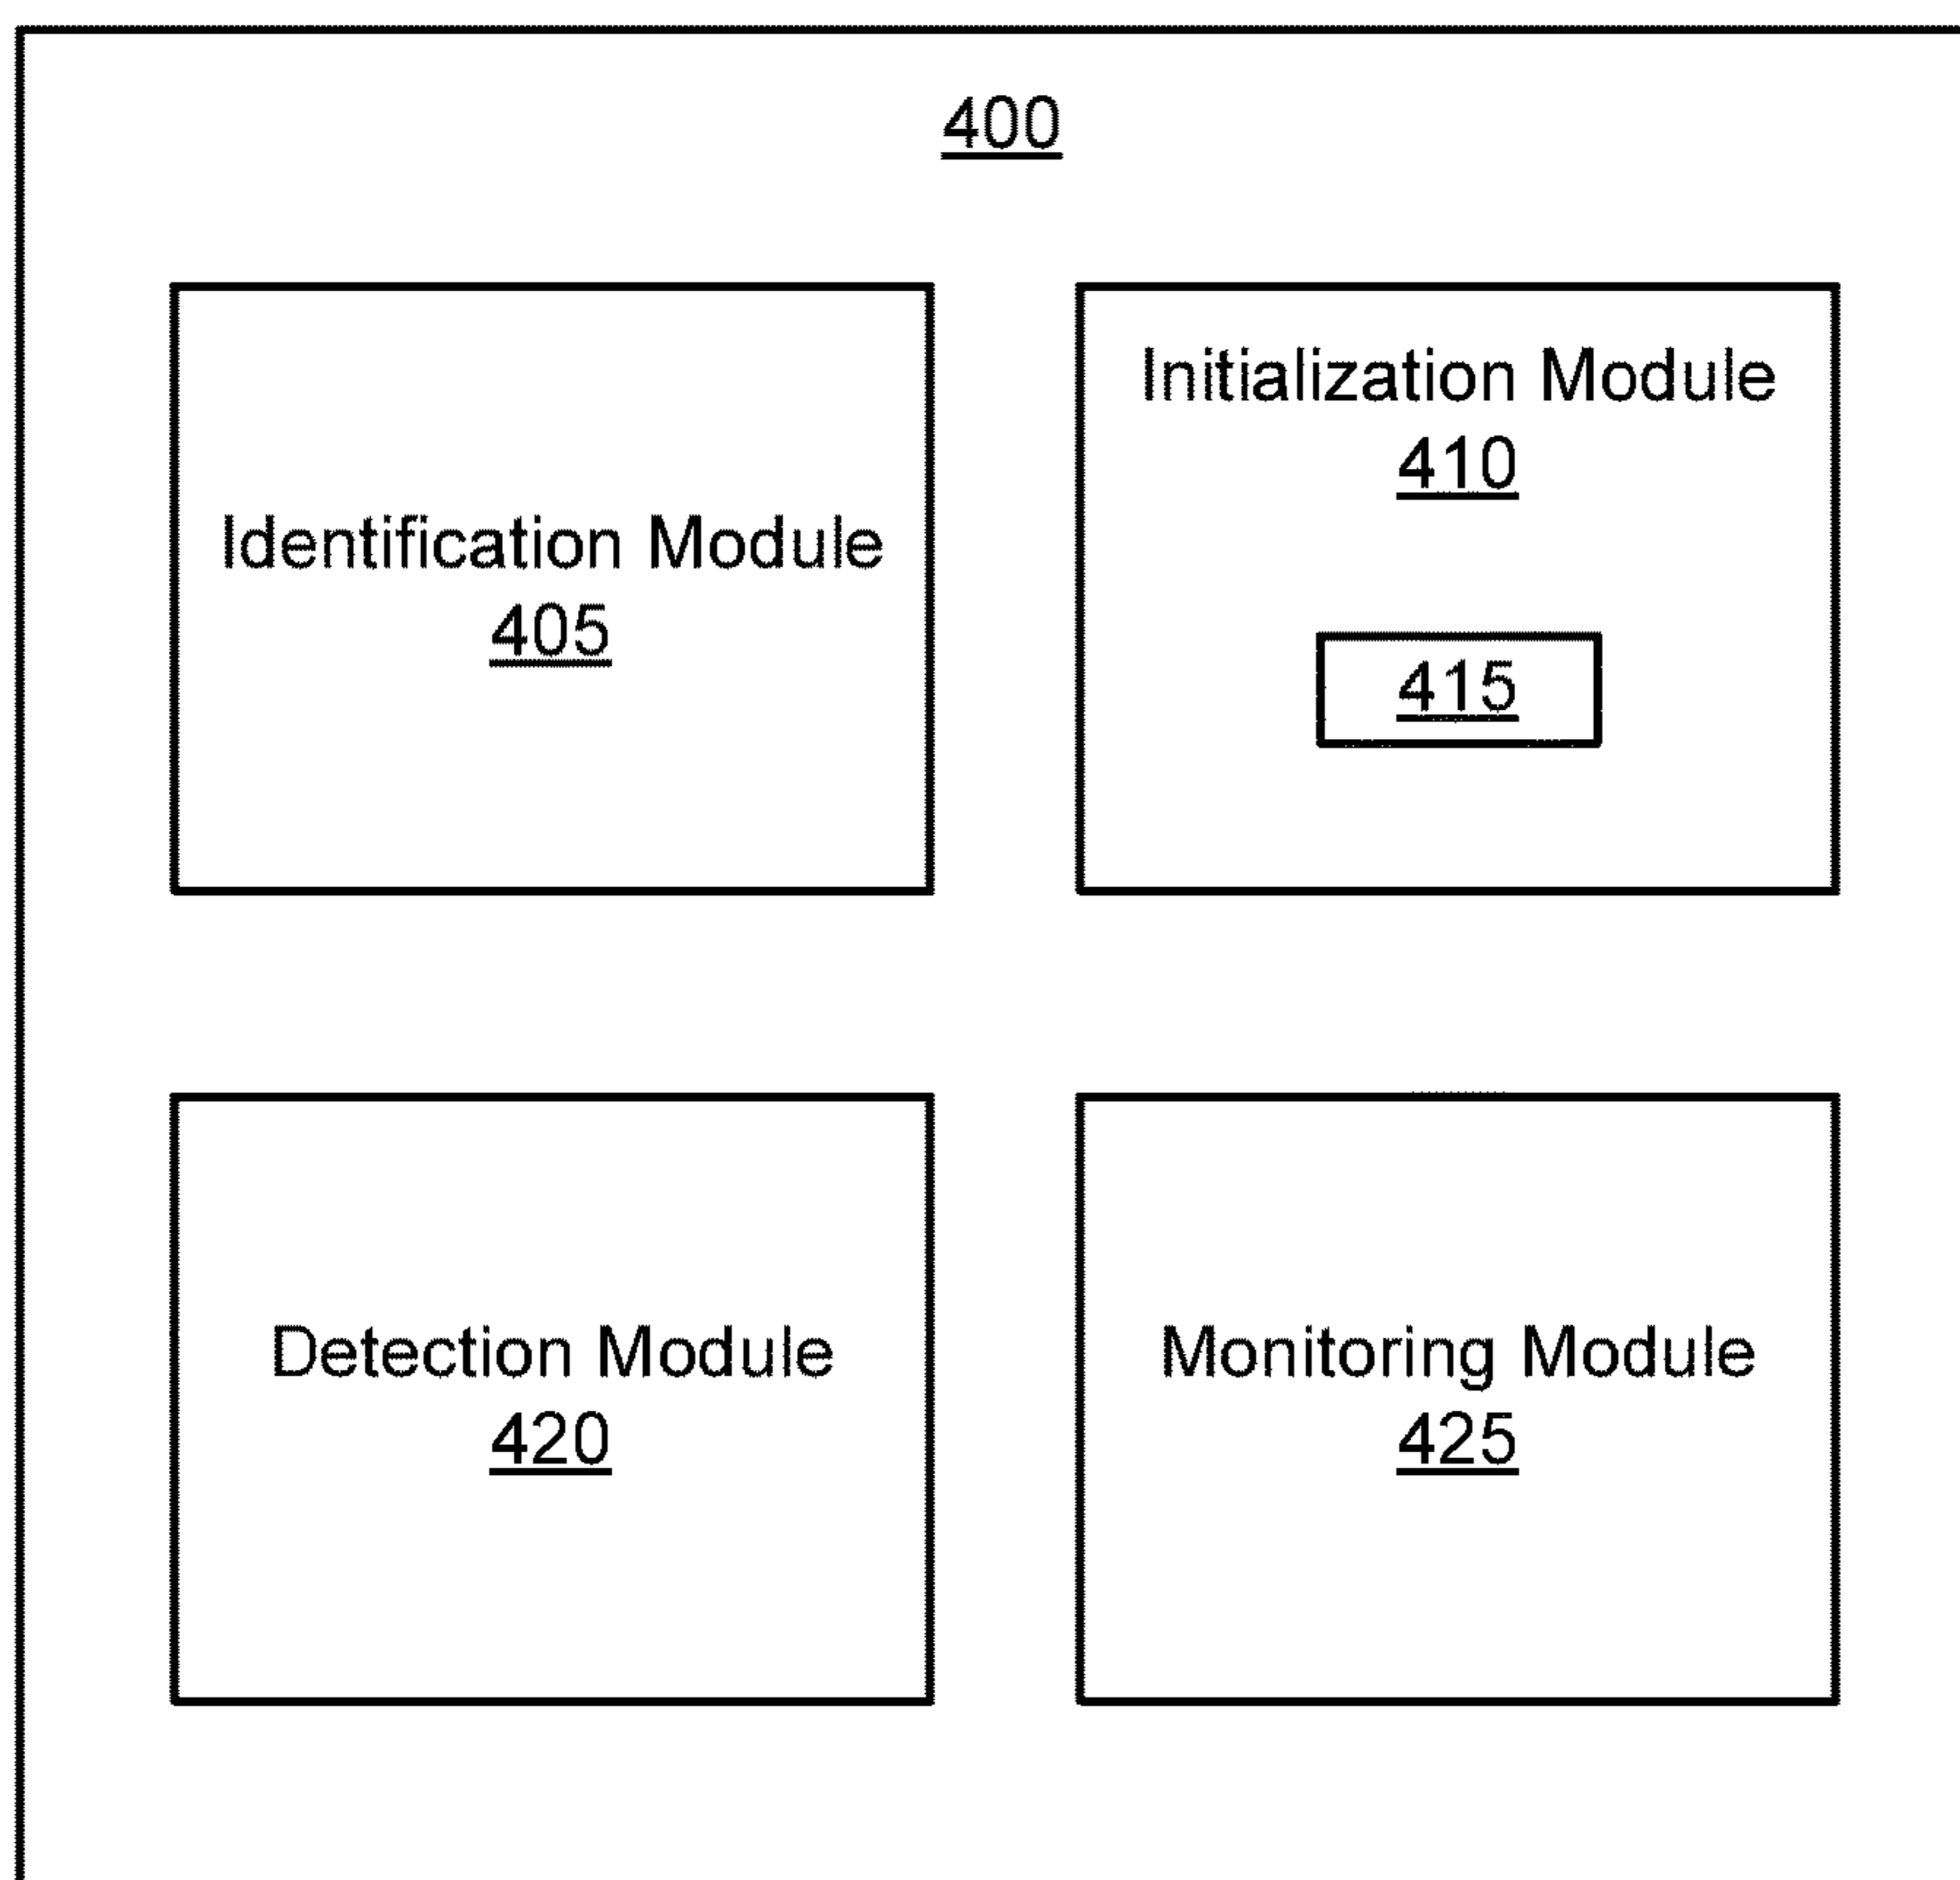 400
Identification Module
405
Initialization Module
410
415
Detection Module
420
Monitoring Module
425